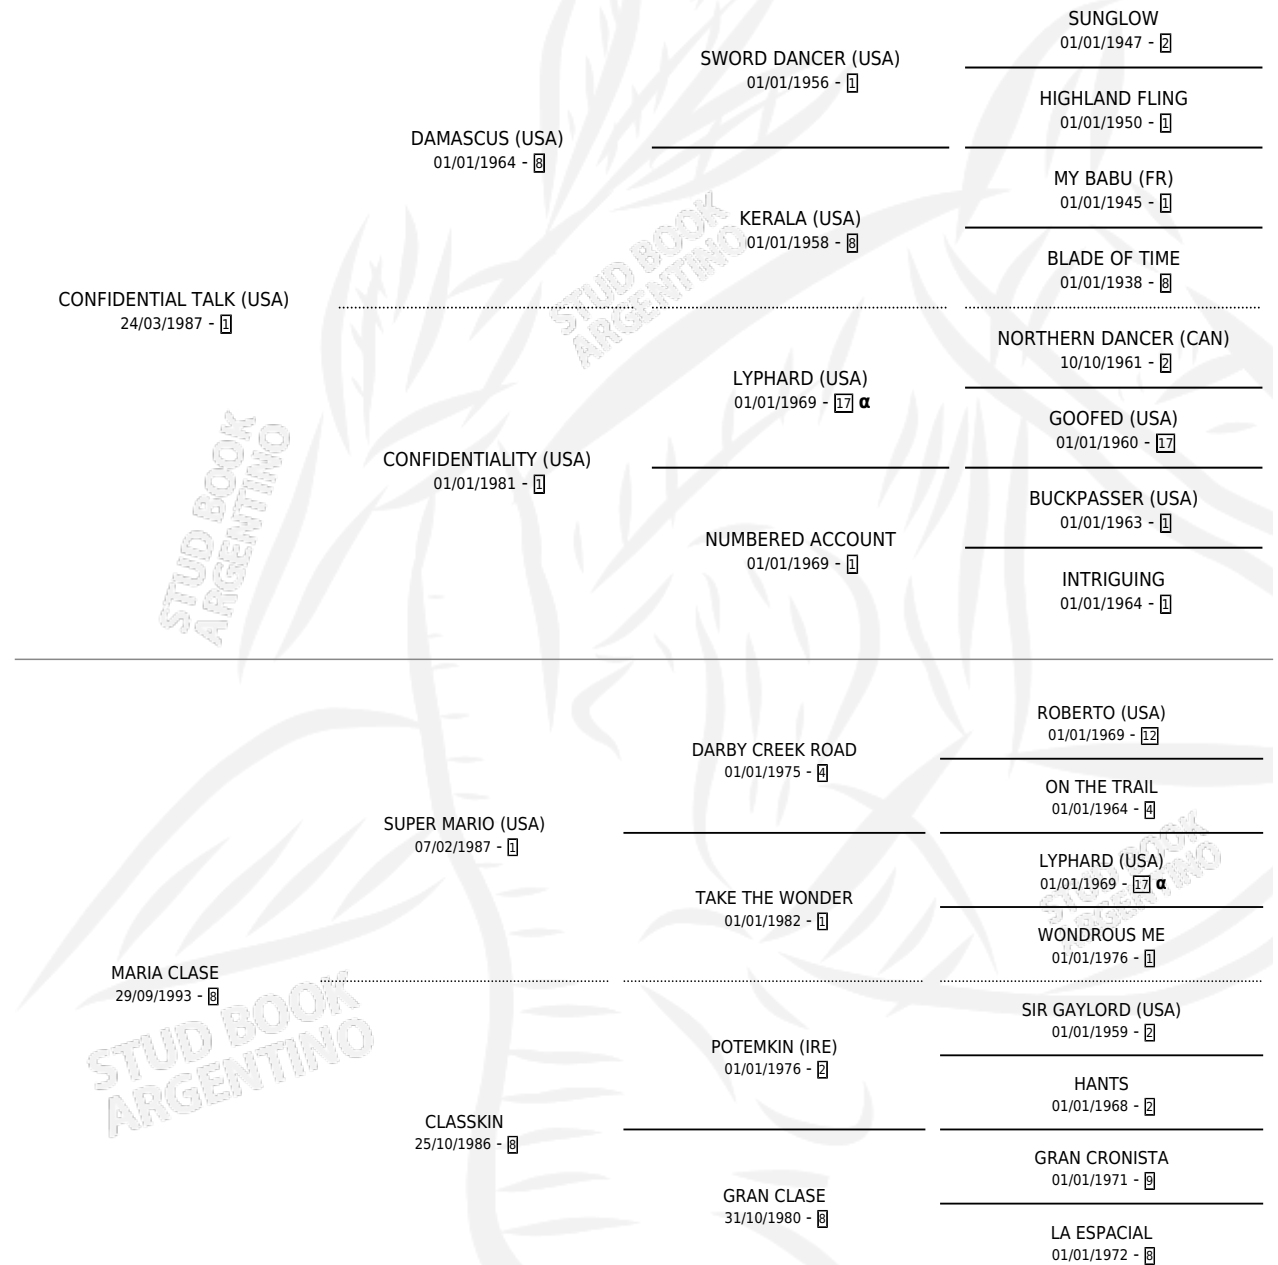 SUNGLOW
01/01/1947 - 2
SWORD DANCER (USA)
01/01/1956 - 1
HIGHLAND FLING
01/01/1950 - 1
DAMASCUS (USA)
01/01/1964 - 8
MY BABU (FR)
01/01/1945 - 1
KERALA (USA)
01/01/1958 - 8
BLADE OF TIME
01/01/1938 - 8
CONFIDENTIAL TALK (USA)
24/03/1987 - 1
NORTHERN DANCER (CAN)
10/10/1961 - 2
LYPHARD (USA)
01/01/1969 - 17 α
GOOFED (USA)
01/01/1960 - 17
CONFIDENTIALITY (USA)
01/01/1981 - 1
BUCKPASSER (USA)
01/01/1963 - 1
NUMBERED ACCOUNT
01/01/1969 - 1
INTRIGUING
01/01/1964 - 1
ROBERTO (USA)
01/01/1969 - 12
DARBY CREEK ROAD
01/01/1975 - 4
ON THE TRAIL
01/01/1964 - 4
SUPER MARIO (USA)
07/02/1987 - 1
LYPHARD (USA)
01/01/1969 - 17 α
TAKE THE WONDER
01/01/1982 - 1
WONDROUS ME
01/01/1976 - 1
MARIA CLASE
29/09/1993 - 8
SIR GAYLORD (USA)
01/01/1959 - 2
POTEMKIN (IRE)
01/01/1976 - 2
HANTS
01/01/1968 - 2
CLASSKIN
25/10/1986 - 8
GRAN CRONISTA
01/01/1971 - 9
GRAN CLASE
31/10/1980 - 8
LA ESPACIAL
01/01/1972 - 8
STUD BOOK
ARGENTINO
STUD BOOK
ARGENTINO
STUD BOOK
ARGENTINO
STUD BOOK
ARGENTINO